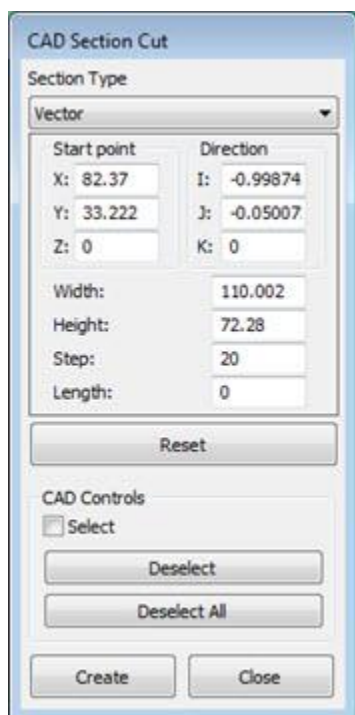 CAD Section Cut
Section Type
Vector
Start point Direction
X: 82.37 I: -0.99874
Y: 33.222 J: -0.05007
Z: 0 K: 0
Width: 110.002
Height: 72.28
Step: 20
Length: 0
Reset
CAD Controls
Select
Deselect
Deselect All
Create Close